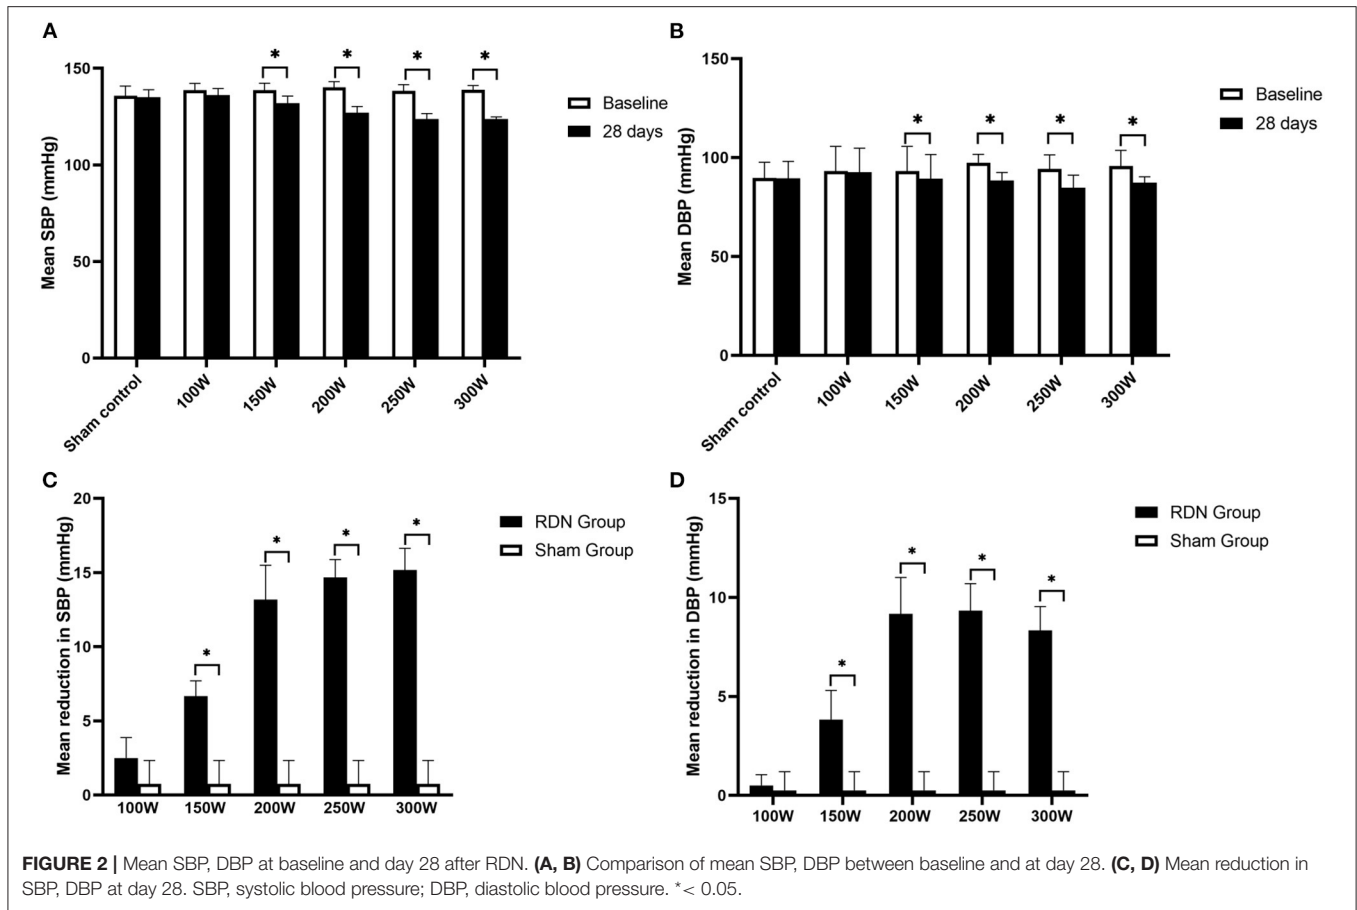 A
150
100
50
0
Mean SBP (mmHg)
* * * *
Baseline
28 days
Sham control
100W
150W
200W
250W
300W
B
150
100
50
0
Mean DBP (mmHg)
* * * *
Baseline
28 days
Sham control
100W
150W
200W
250W
300W
C
20
15
10
5
0
Mean reduction in SBP (mmHg)
* * * *
RDN Group
Sham Group
100W 150W 200W 250W 300W
D
15
10
5
0
Mean reduction in DBP (mmHg)
* * * *
RDN Group
Sham Group
100W 150W 200W 250W 300W
FIGURE 2 | Mean SBP, DBP at baseline and day 28 after RDN. (A, B) Comparison of mean SBP, DBP between baseline and at day 28. (C, D) Mean reduction in
SBP, DBP at day 28. SBP, systolic blood pressure; DBP, diastolic blood pressure. *< 0.05.